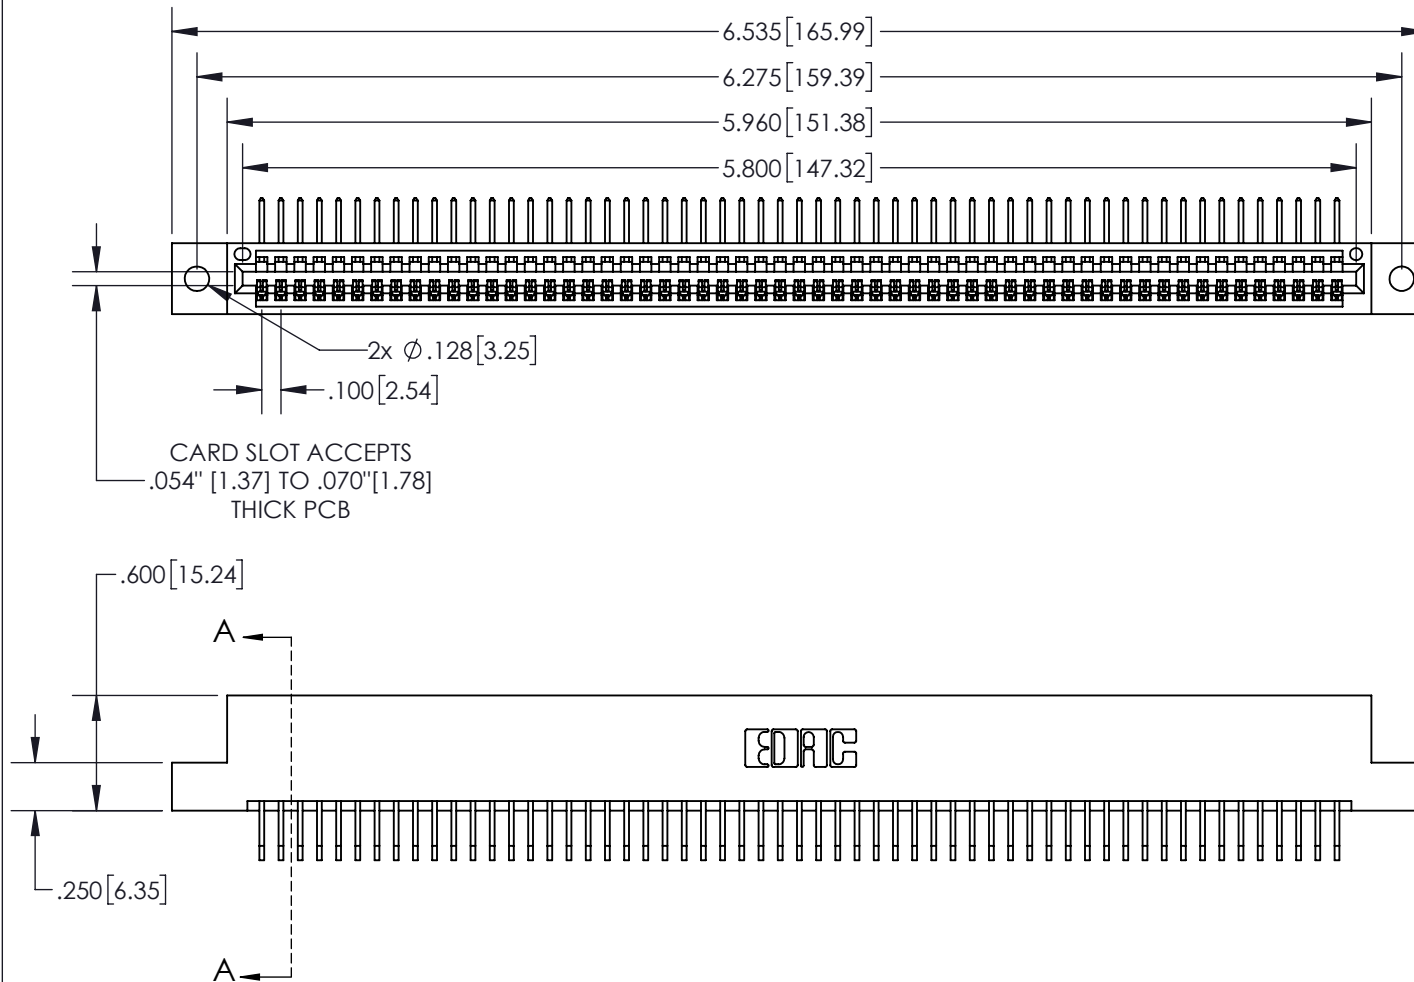 6.535[165.99]
6.275[159.39]
5.960[151.38]
5.800[147.32]
2x Ø.128[3.25]
.100[2.54]
CARD SLOT ACCEPTS
.054" [1.37] TO .070"[1.78]
THICK PCB
.600[15.24]
A
EDAC
.250[6.35]
A